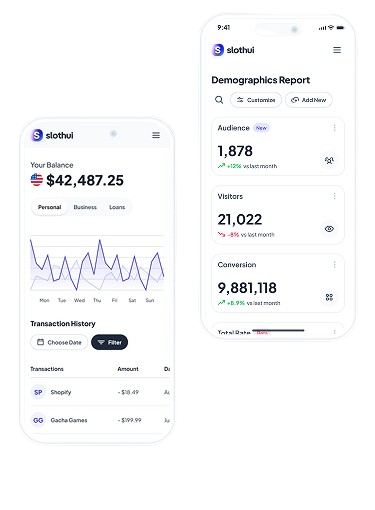 9:41
slothui
Demographics Report
Customize
Add New
Audience New
1,878
+12% vs last month
Visitors
21,022
-8% vs last month
Conversion
9,881,118
+8.9% vs last month
Total Rate
slothui
Your Balance
$42,487.25
Personal Business Loans
Mon Tue Wed Thu Fri Sat Sun
Transaction History
Choose Date
Filter
Transactions Amount Da
SP Shopify -$18.49 Au
GG Gacha Games -$199.99 Ju